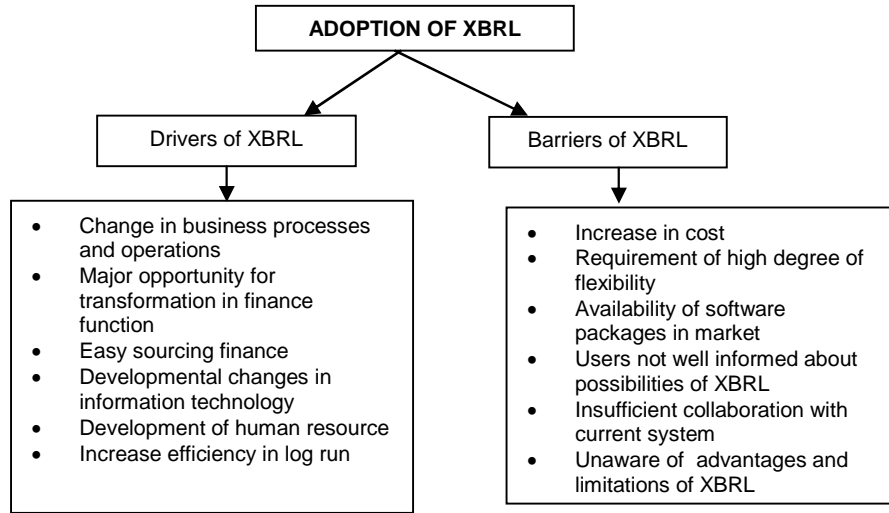 ADOPTION OF XBRL
Drivers of XBRL
Barriers of XBRL
• Change in business processes
and operations
• Major opportunity for
transformation in finance
function
• Easy sourcing finance
• Developmental changes in
information technology
• Development of human resource
• Increase efficiency in log run
• Increase in cost
• Requirement of high degree of
flexibility
• Availability of software
packages in market
• Users not well informed about
possibilities of XBRL
• Insufficient collaboration with
current system
• Unaware of advantages and
limitations of XBRL